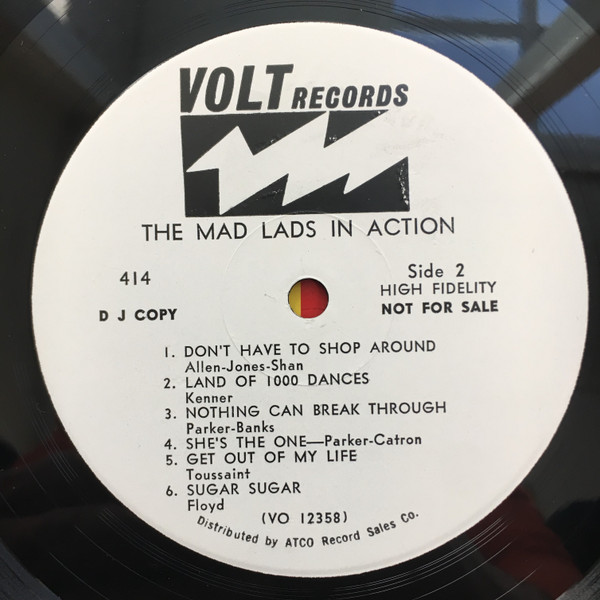 VOLT RECORDS
THE MAD LADS IN ACTION
414
Side 2
HIGH FIDELITY
D J COPY
NOT FOR SALE
1. DON'T HAVE TO SHOP AROUND
Allen-Jones-Shan
2. LAND OF 1000 DANCES
Kenner
3. NOTHING CAN BREAK THROUGH
Parker-Banks
4. SHE'S THE ONE—Parker-Catron
5. GET OUT OF MY LIFE
Toussaint
6. SUGAR SUGAR
Floyd
(VO 12358)
Distributed by ATCO Record Sales Co.